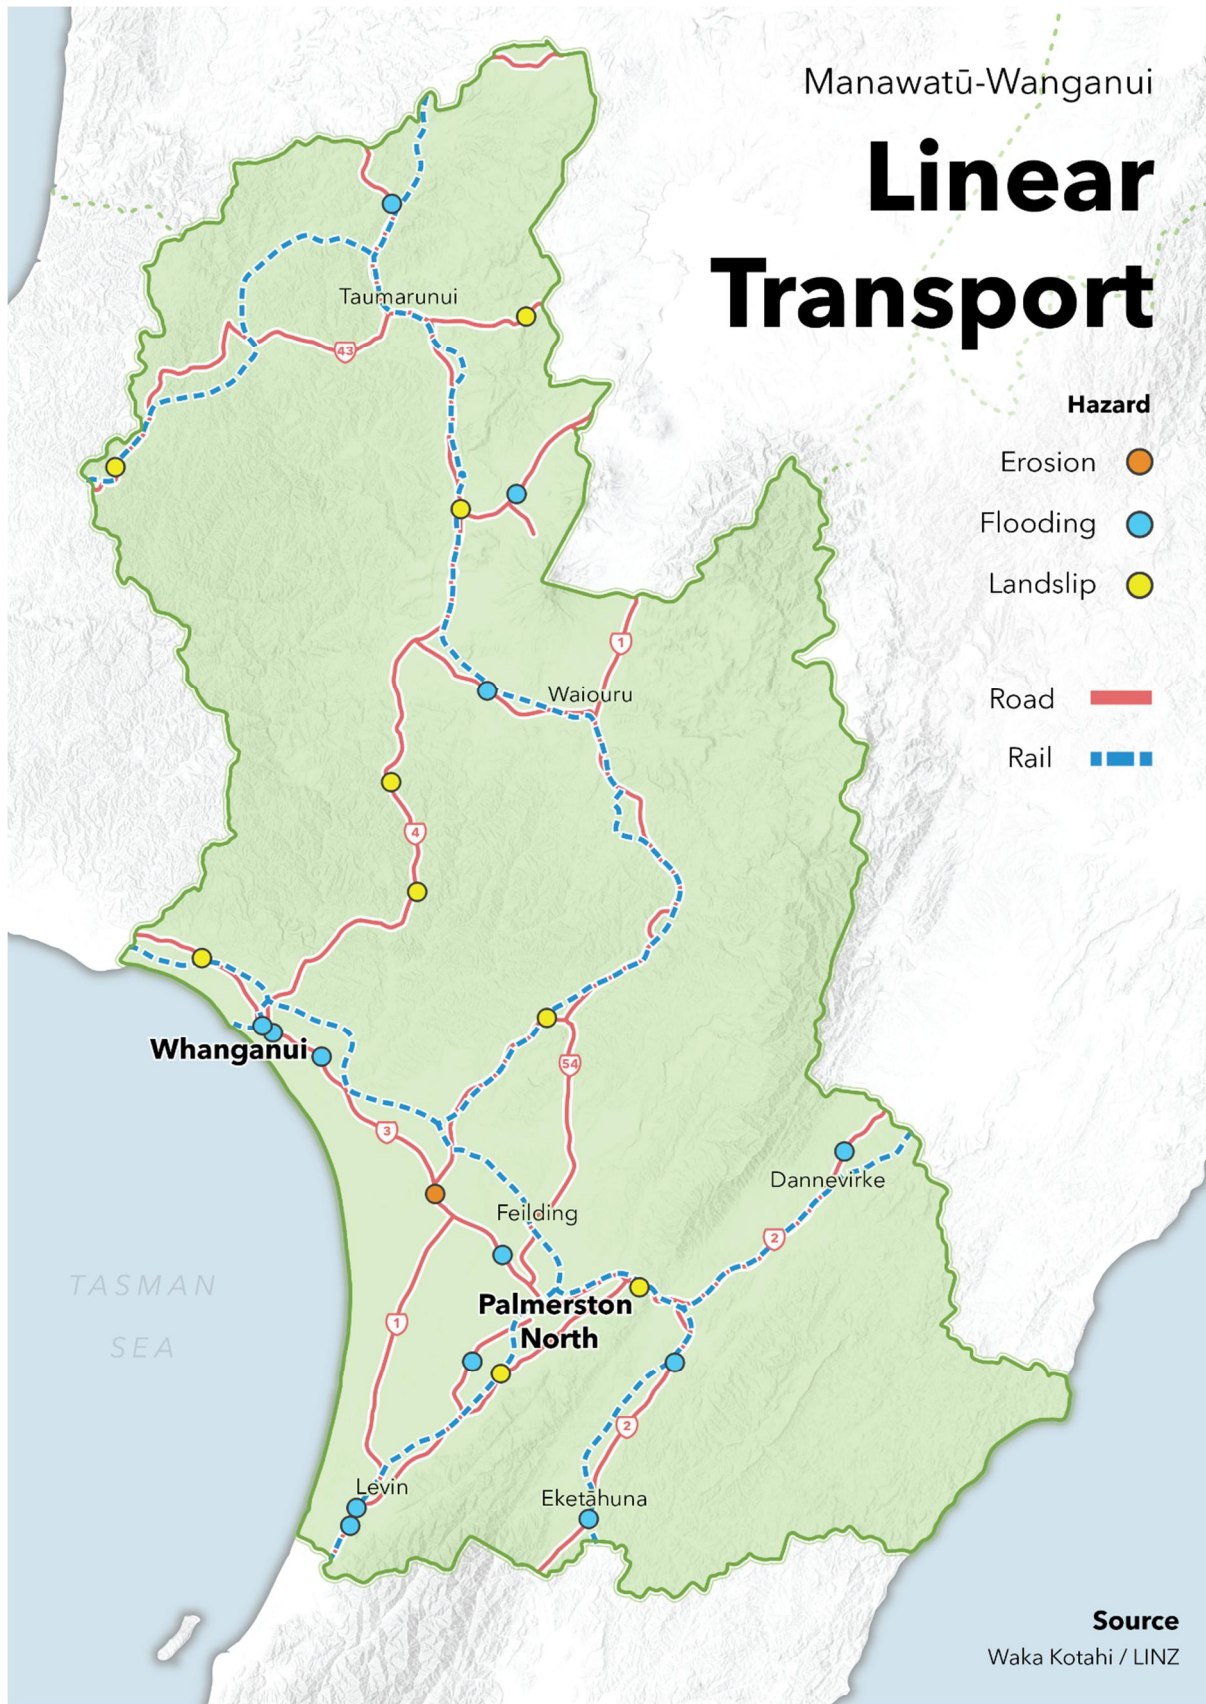 Manawatū-Wanganui
Linear
Transport
Hazard
Erosion
Flooding
Landslip
Road
Rail
Taumarunui
43
1
Waiouru
4
Whanganui
54
3
Dannevirke
Feilding
2
TASMAN
SEA
Palmerston
North
1
2
Levin
Eketāhuna
Source
Waka Kotahi / LINZ